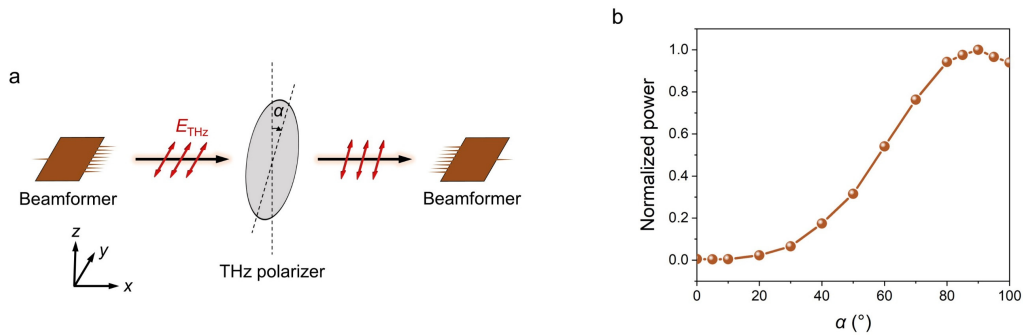 a
E_THz
α
Beamformer
Beamformer
z
y
x
THz polarizer
b
Normalized power
1.0
0.8
0.6
0.4
0.2
0.0
0 20 40 60 80 100
α (°)